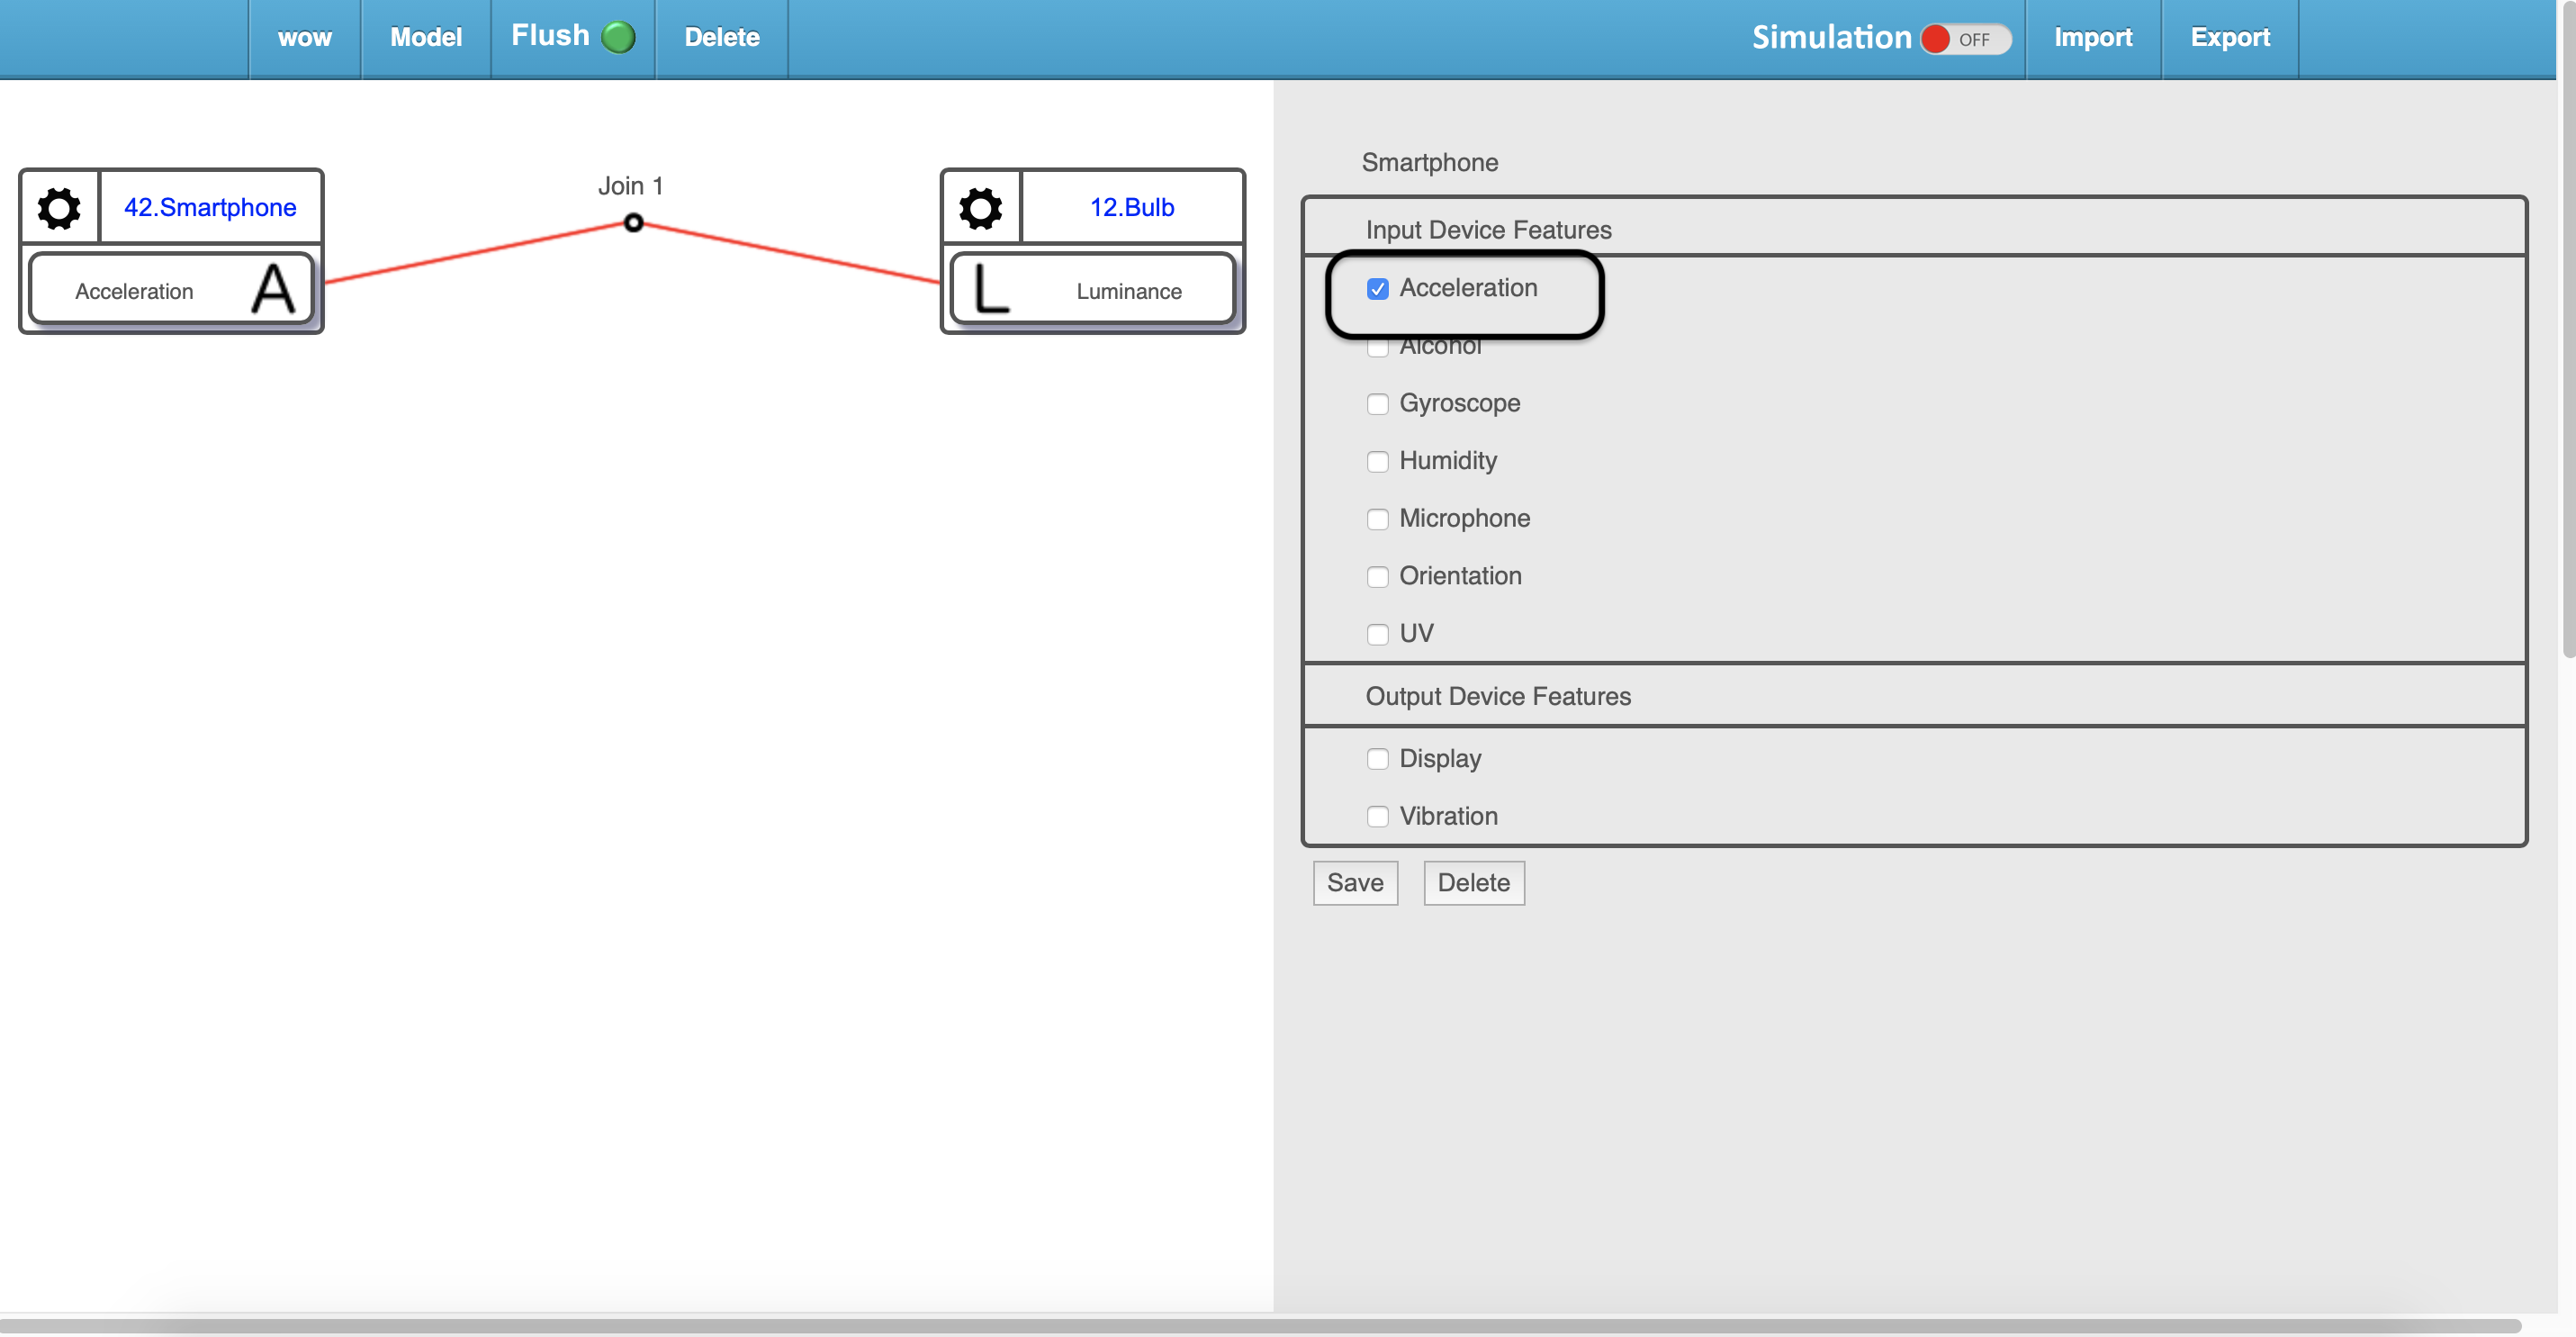 wow Model Flush Delete Simulation OFF Import Export
42.Smartphone
Acceleration A
Join 1
12.Bulb
L Luminance
Smartphone
Input Device Features
Acceleration
Alcohol
Gyroscope
Humidity
Microphone
Orientation
UV
Output Device Features
Display
Vibration
Save Delete